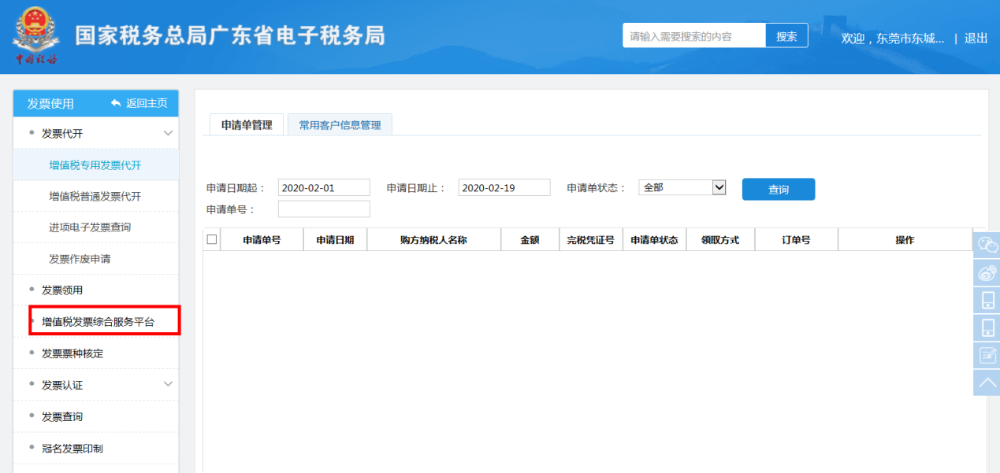 中国税务
国家税务总局广东省电子税务局
请输入需要搜索的内容 搜索
欢迎，东莞市东城... | 退出
发票使用 返回主页
发票代开
增值税专用发票代开
增值税普通发票代开
进项电子发票查询
发票作废申请
发票领用
增值税发票综合服务平台
发票票种核定
发票认证
发票查询
冠名发票印制
申请单管理 常用客户信息管理
申请日期起： 2020-02-01 申请日期止： 2020-02-19 申请单状态： 全部 查询
申请单号：
申请单号 申请日期 购方纳税人名称 金额 完税凭证号 申请单状态 领取方式 订单号 操作